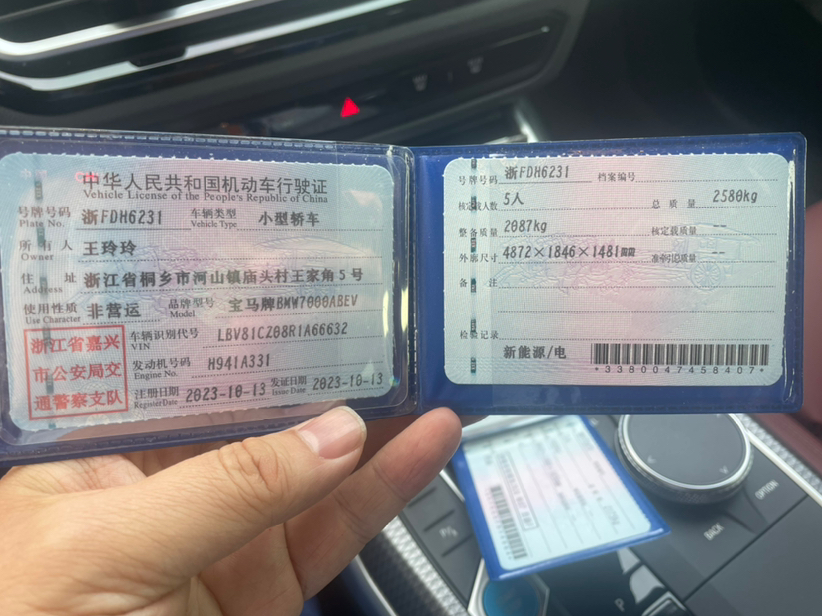 中华人民共和国机动车行驶证
Vehicle License of the People's Republic of China
号牌号码 浙FDH6231 车辆类型 小型轿车
Plate No. Vehicle Type
所有人 王玲玲
Owner
住址 浙江省桐乡市河山镇庙头村王家角5号
Address
使用性质 非营运 品牌型号 宝马牌BMW7000ABEV
Use Character Model
浙江省嘉兴
市公安局交
通警察支队
车辆识别代号 LBV81CZ08R1A66632
VIN
发动机号码 H941A331
Engine No.
注册日期 2023-10-13 发证日期 2023-10-13
Register Date Issue Date
号牌号码 浙FDH6231 档案编号
核定载人数 5人 总质量 2580kg
整备质量 2087kg 核定载质量 --
外廓尺寸 4872×1846×1481mm 准牵引总质量 --
备注
检验记录
新能源/电
*3380047458407*
OPTION
BACK
P